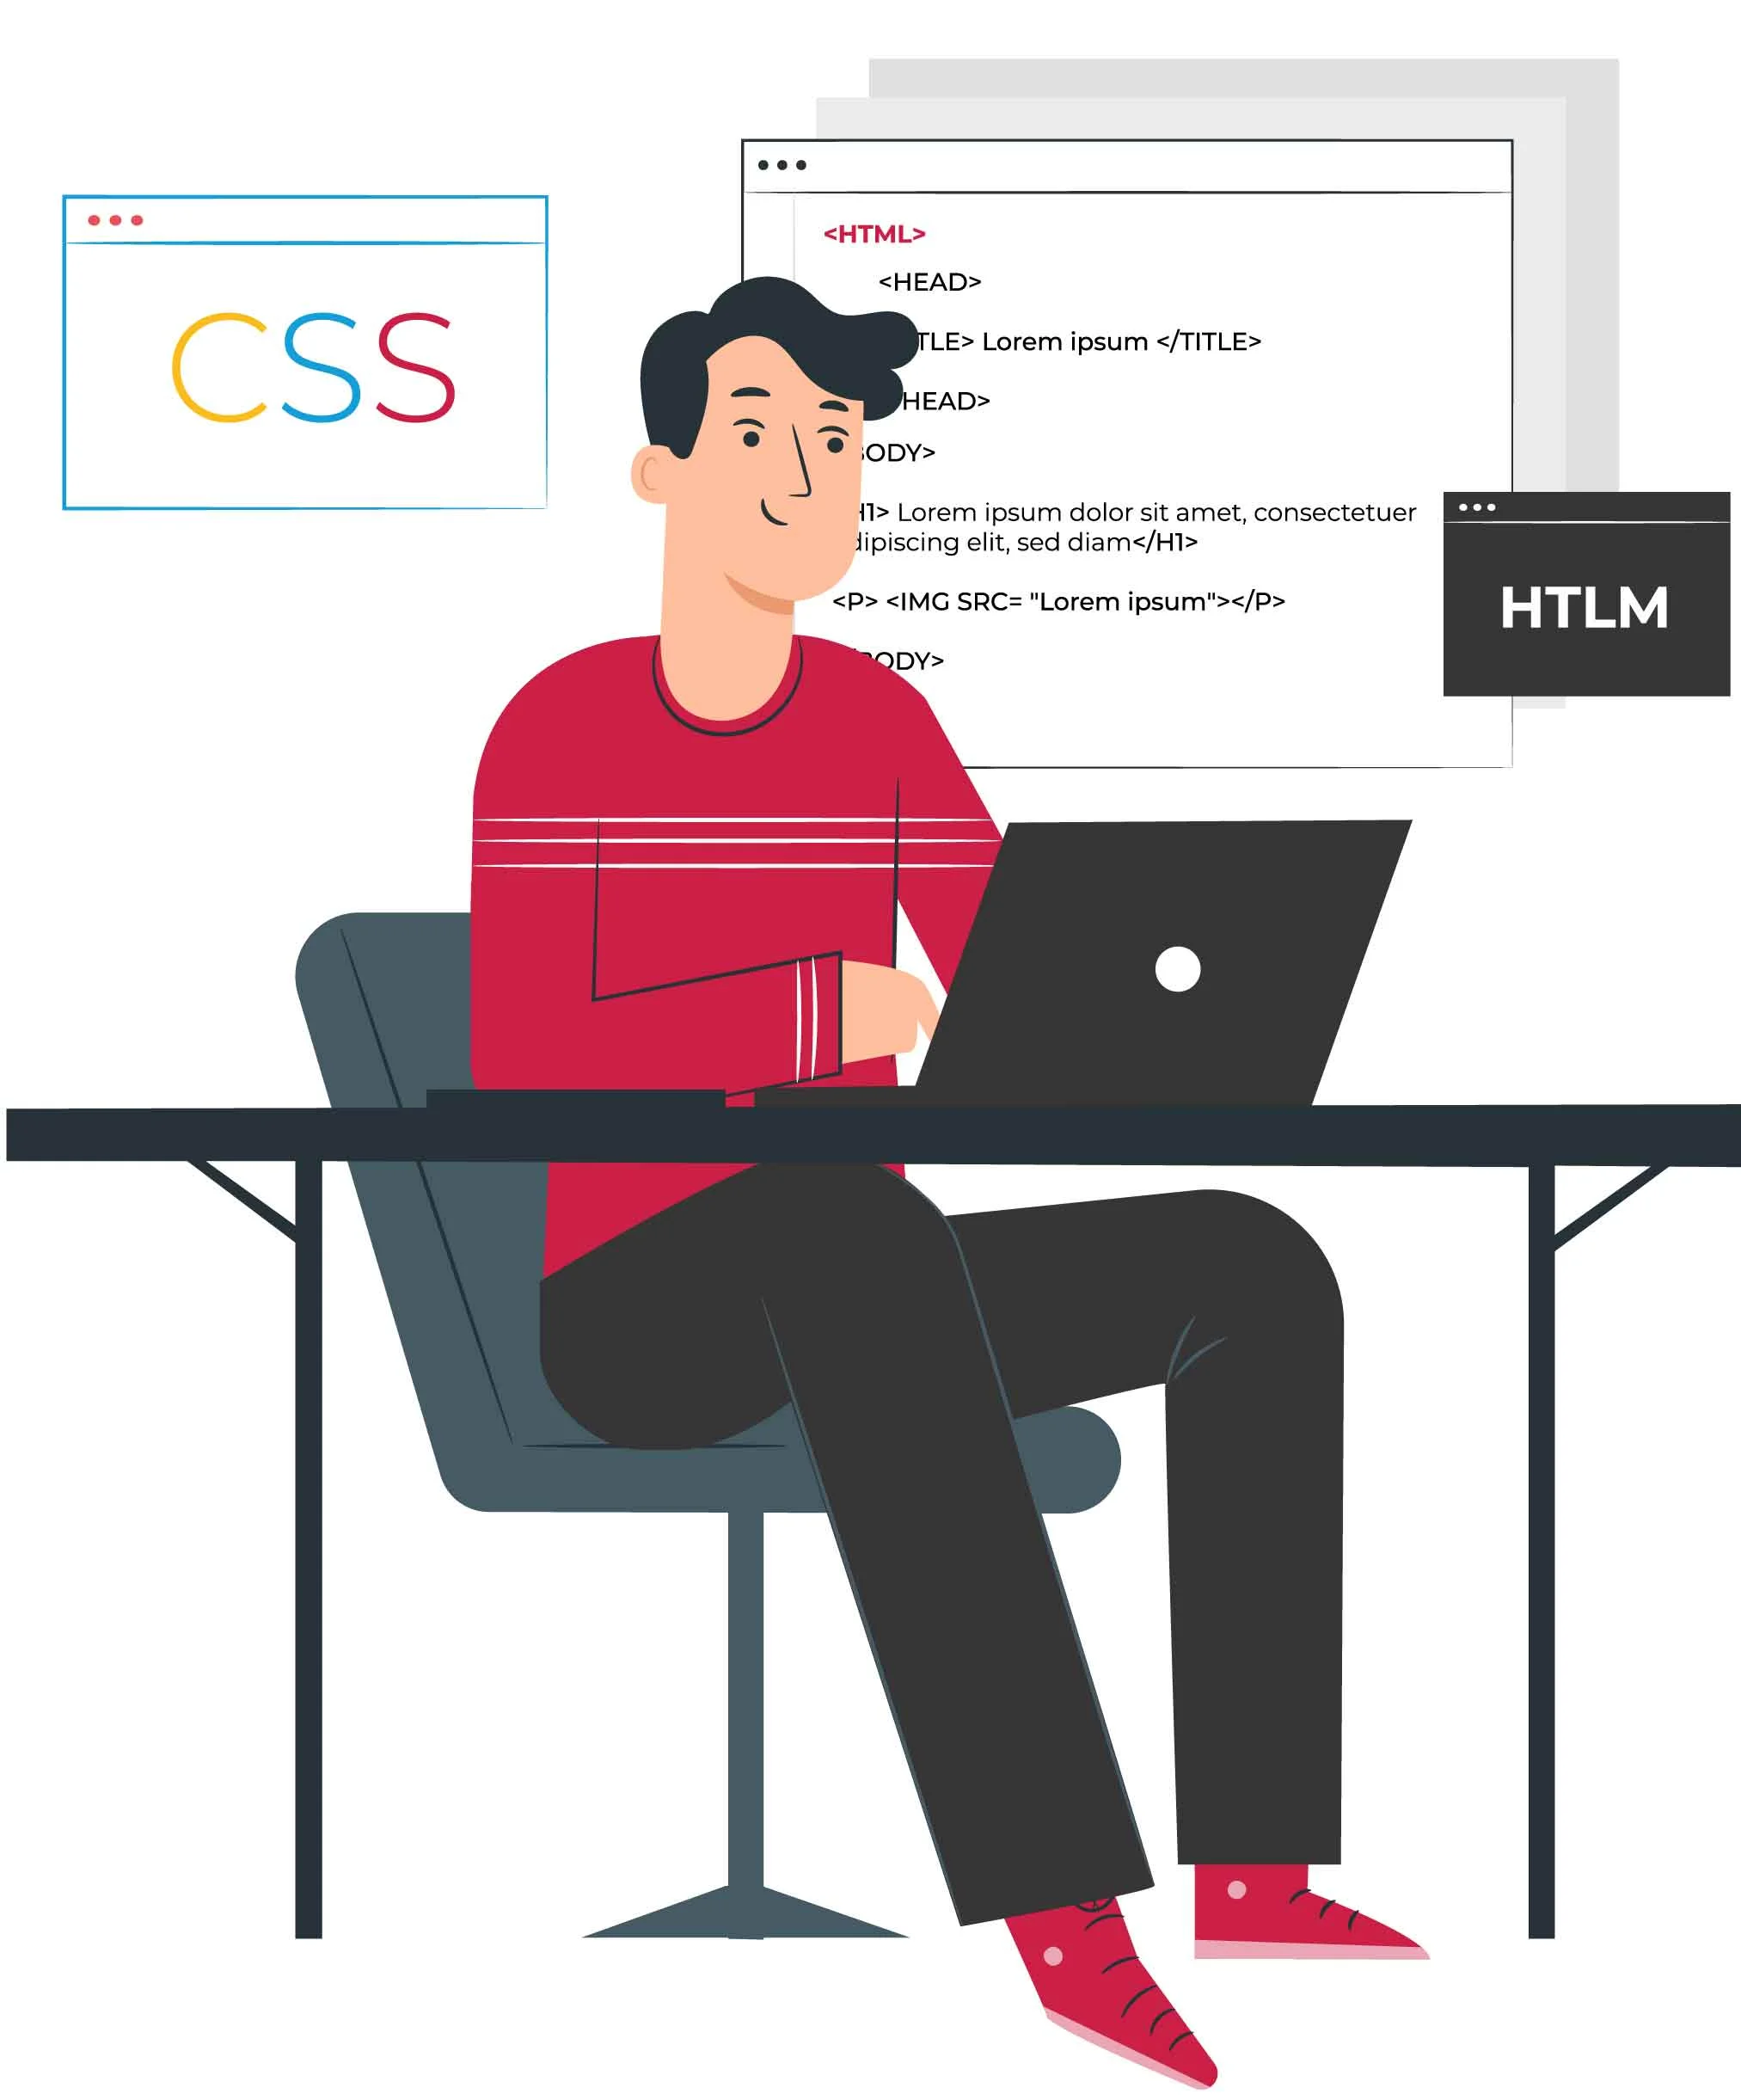 CSS
<HTML>
<HEAD>
TLE> Lorem ipsum </TITLE>
HEAD>
ODY>
H1> Lorem ipsum dolor sit amet, consectetuer
dipiscing elit, sed diam</H1>
<P> <IMG SRC= "Lorem ipsum"></P>
ODY>
HTLM